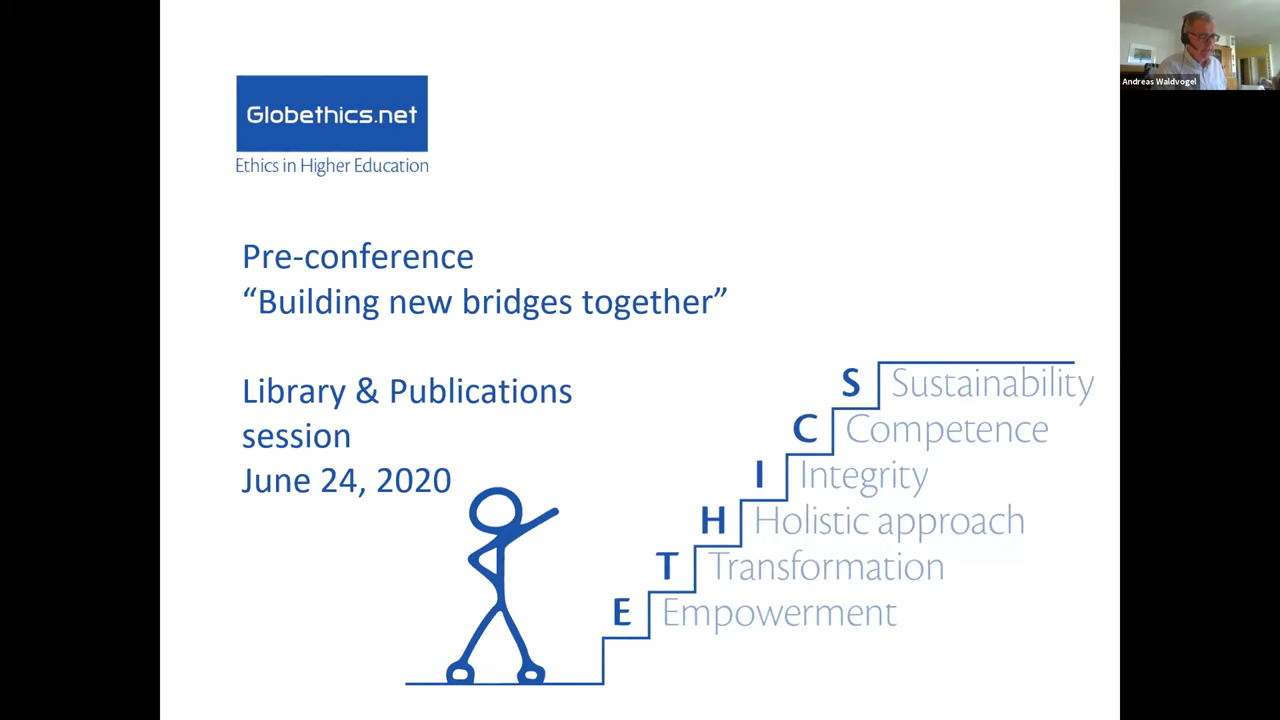 Globethics.net
Ethics in Higher Education
Andreas Waldvogel
Pre-conference
“Building new bridges together”
Library & Publications
session
June 24, 2020
S Sustainability
C Competence
I Integrity
H Holistic approach
T Transformation
E Empowerment